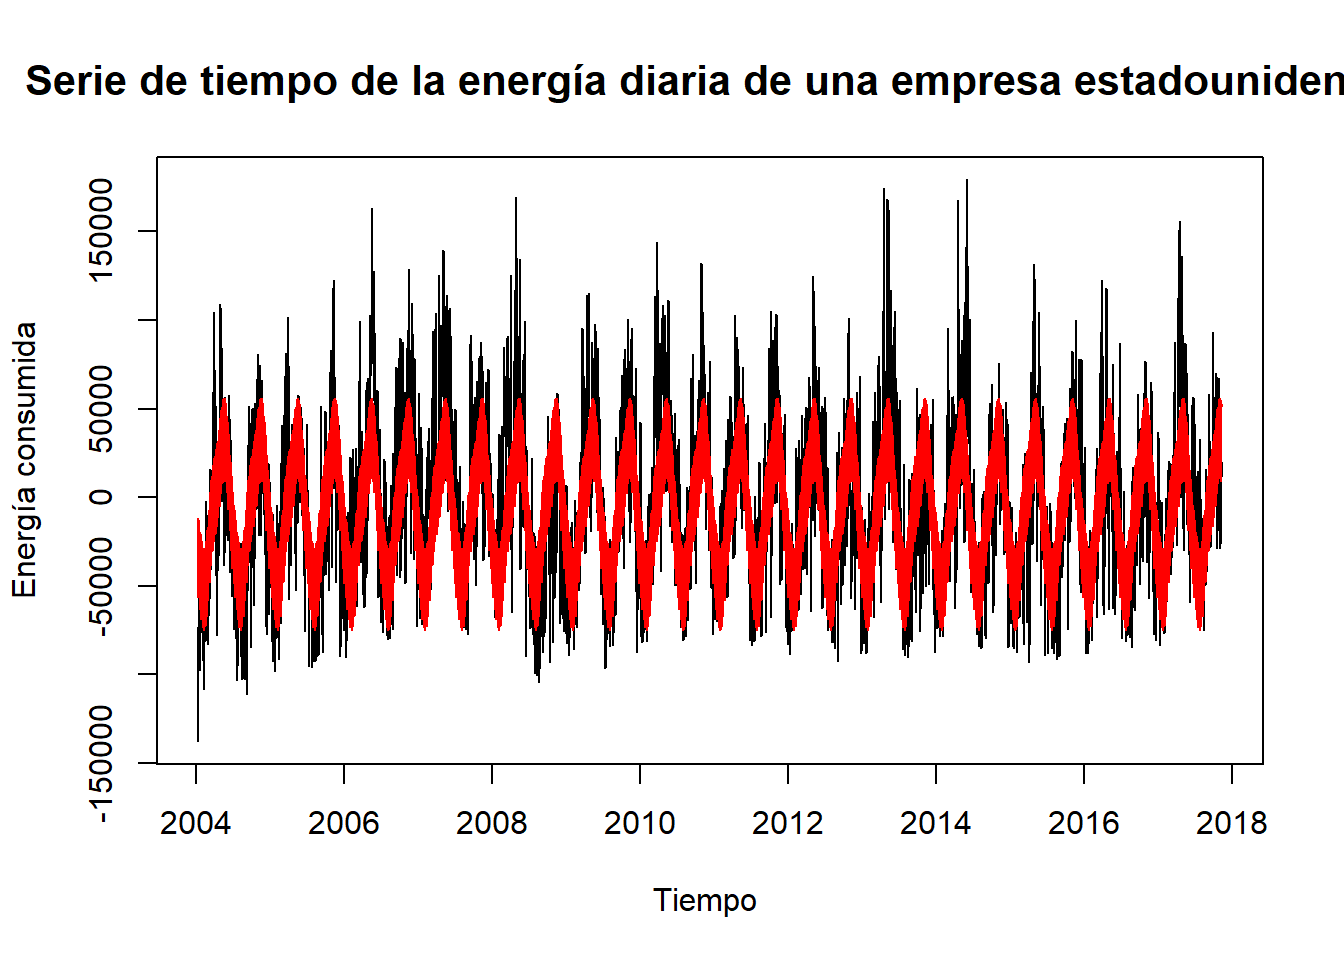 Serie de tiempo de la energía diaria de una empresa estadouniden
Energía consumida
150000
50000
0
-50000
-150000
2004 2006 2008 2010 2012 2014 2016 2018
Tiempo